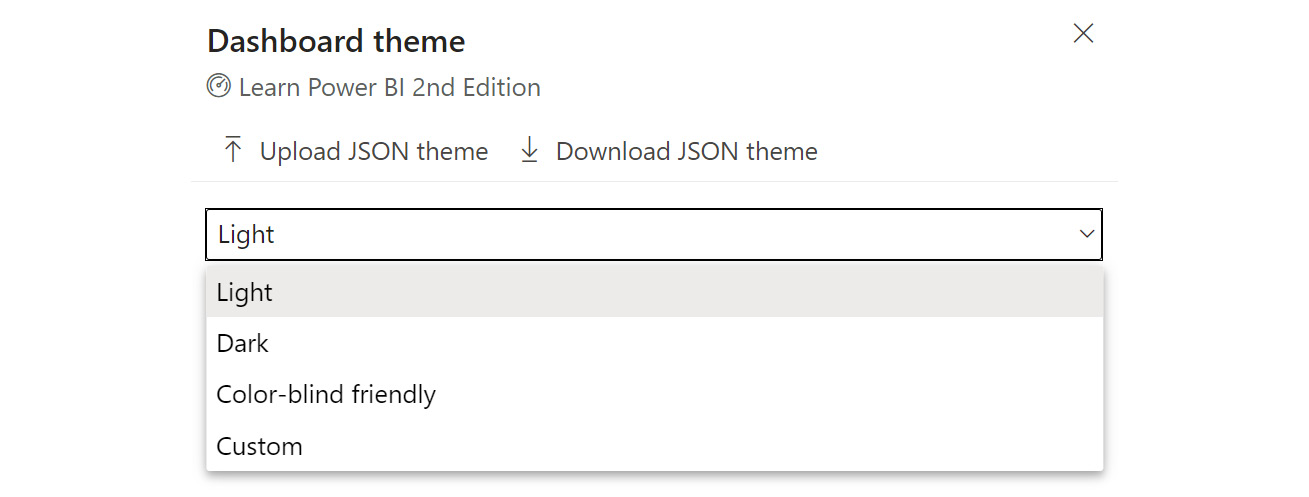 Dashboard theme
Learn Power BI 2nd Edition
Upload JSON theme Download JSON theme
Light
Light
Dark
Color-blind friendly
Custom